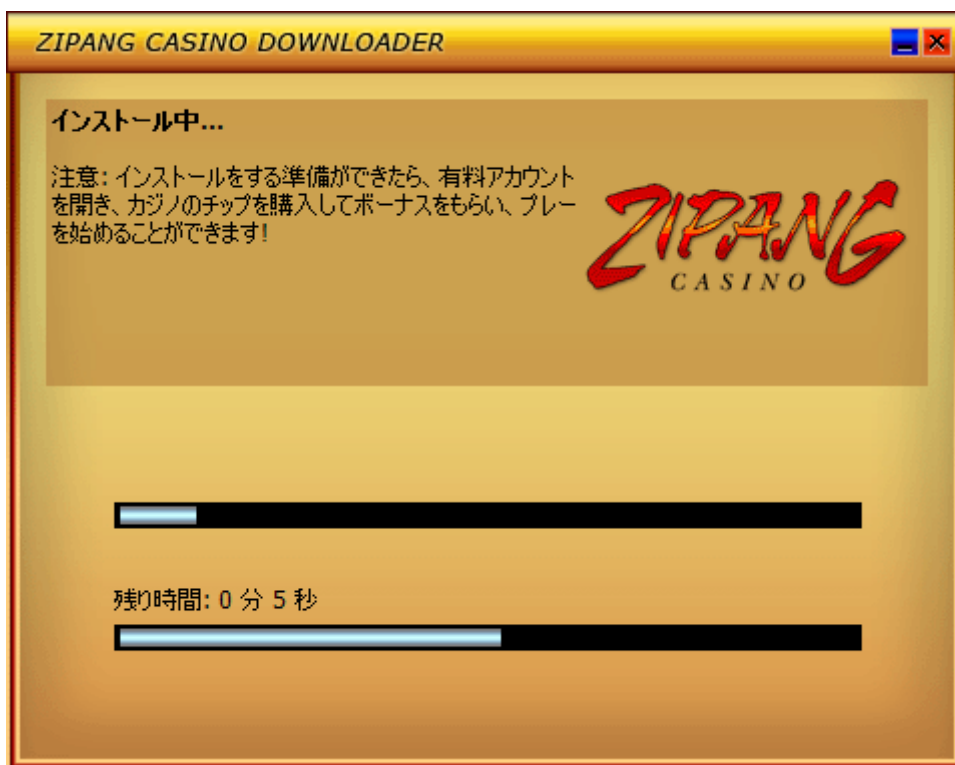 ZIPANG CASINO DOWNLOADER
インストール中...
注意: インストールをする準備ができたら、有料アカウント
を開き、カジノのチップを購入してボーナスをもらい、プレー
を始めることができます!
ZIPANG
CASINO
残り時間: 0 分 5 秒